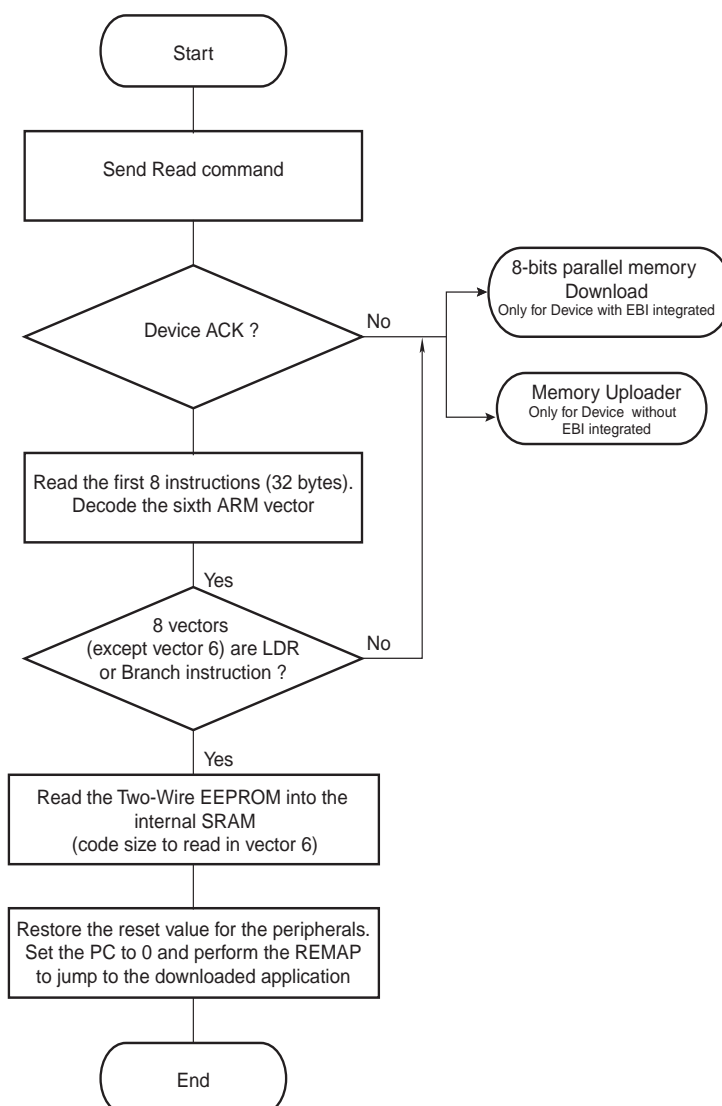 Start
Send Read command
Device ACK ?
No
8-bits parallel memory
Download
Only for Device with EBI integrated
Memory Uploader
Only for Device without
EBI integrated
Read the first 8 instructions (32 bytes).
Decode the sixth ARM vector
Yes
8 vectors
(except vector 6) are LDR
or Branch instruction ?
No
Yes
Read the Two-Wire EEPROM into the
internal SRAM
(code size to read in vector 6)
Restore the reset value for the peripherals.
Set the PC to 0 and perform the REMAP
to jump to the downloaded application
End